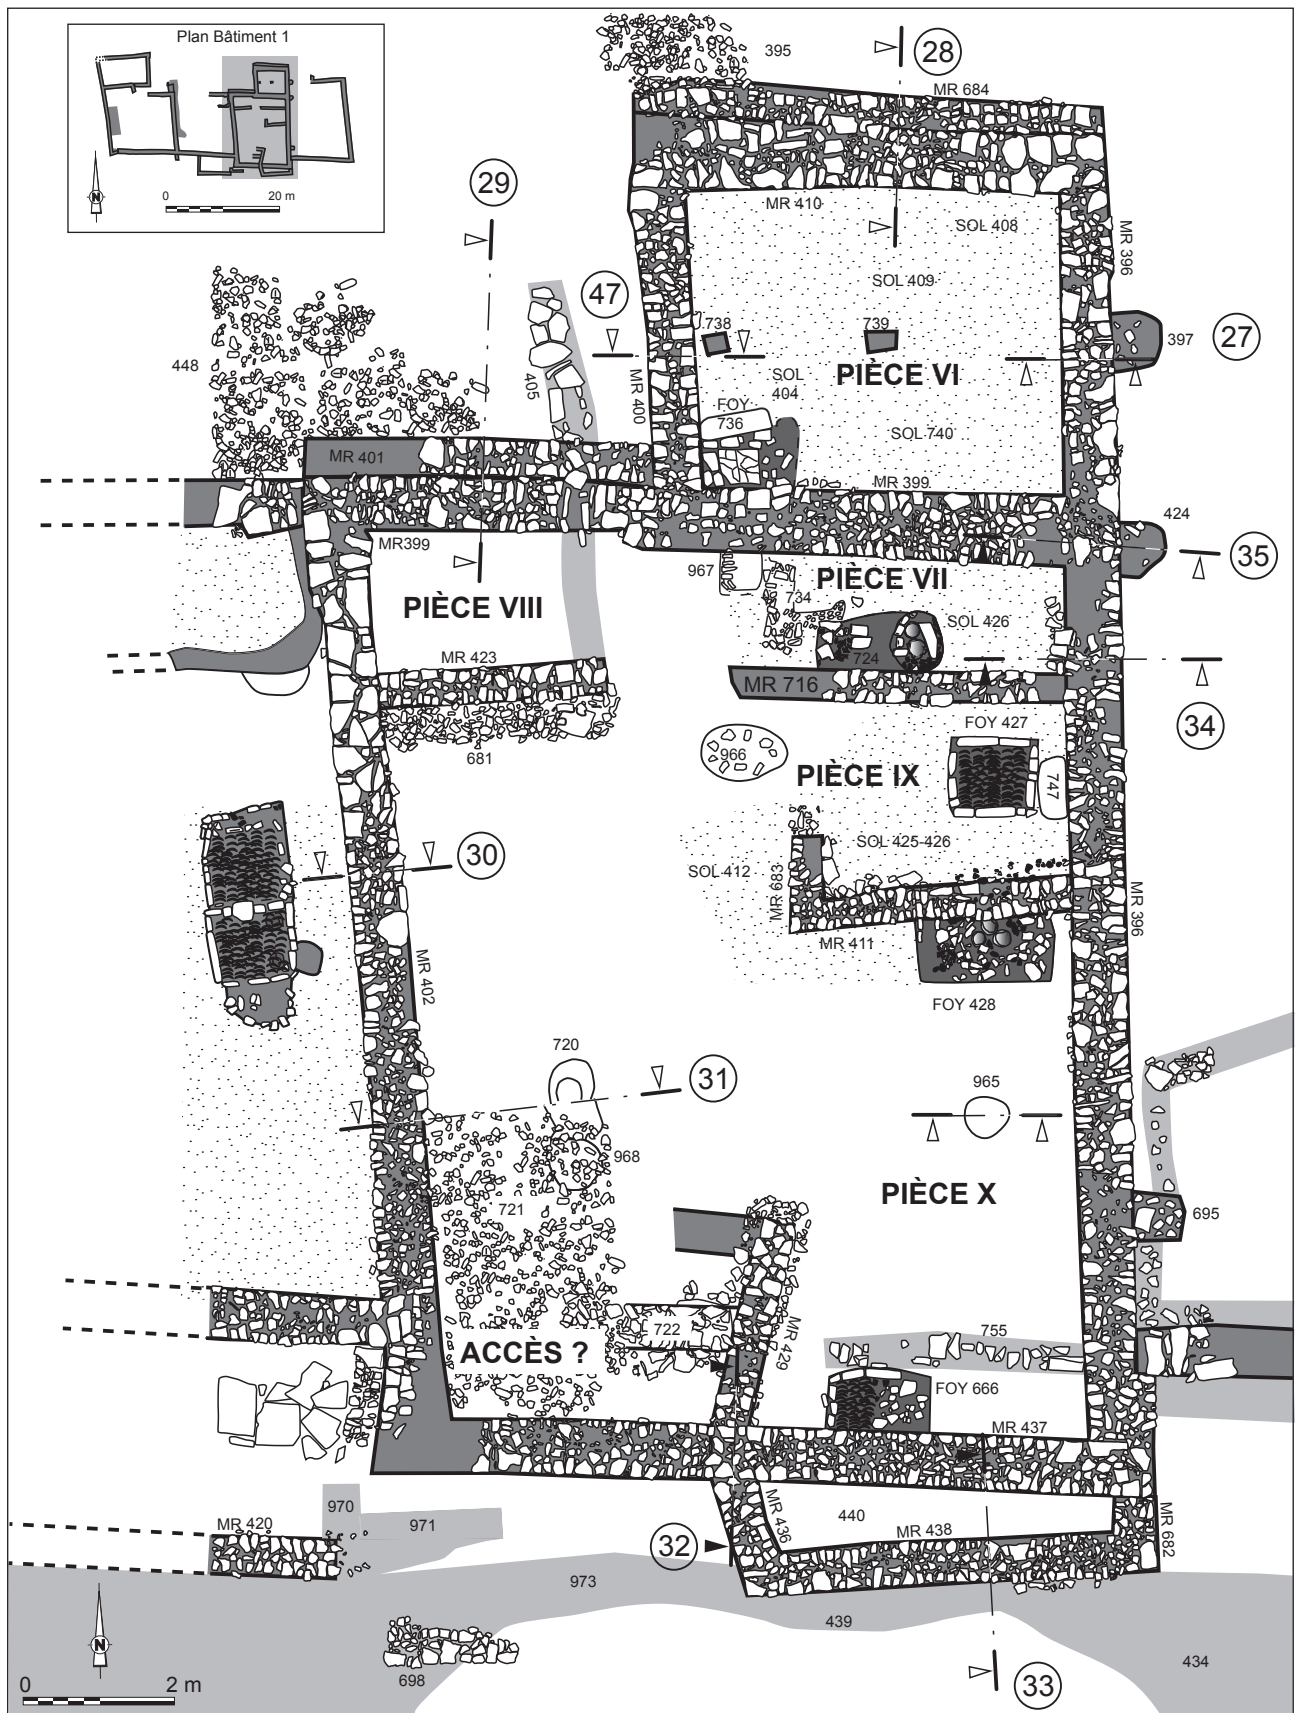 Plan Bâtiment 1
N
0
20 m
395
28
MR 684
29
MR 410
SOL 408
MR 396
SOL 409
47
738
739
397
27
448
405
MR 400
SOL
404
PIÈCE VI
FOY
736
SOL 740
MR 401
MR 399
424
MR399
967
PIÈCE VII
35
734
PIÈCE VIII
SOL 426
724
MR 423
MR 716
34
FOY 427
681
966
PIÈCE IX
747
SOL 425-426
30
SOL 412
MR 683
MR 396
MR 411
MR 402
FOY 428
720
31
965
968
PIÈCE X
721
695
722
MR 429
755
ACCÈS ?
FOY 666
MR 437
970
971
MR 420
MR 436
440
MR 438
MR 682
32
973
439
N
698
434
0
2 m
33